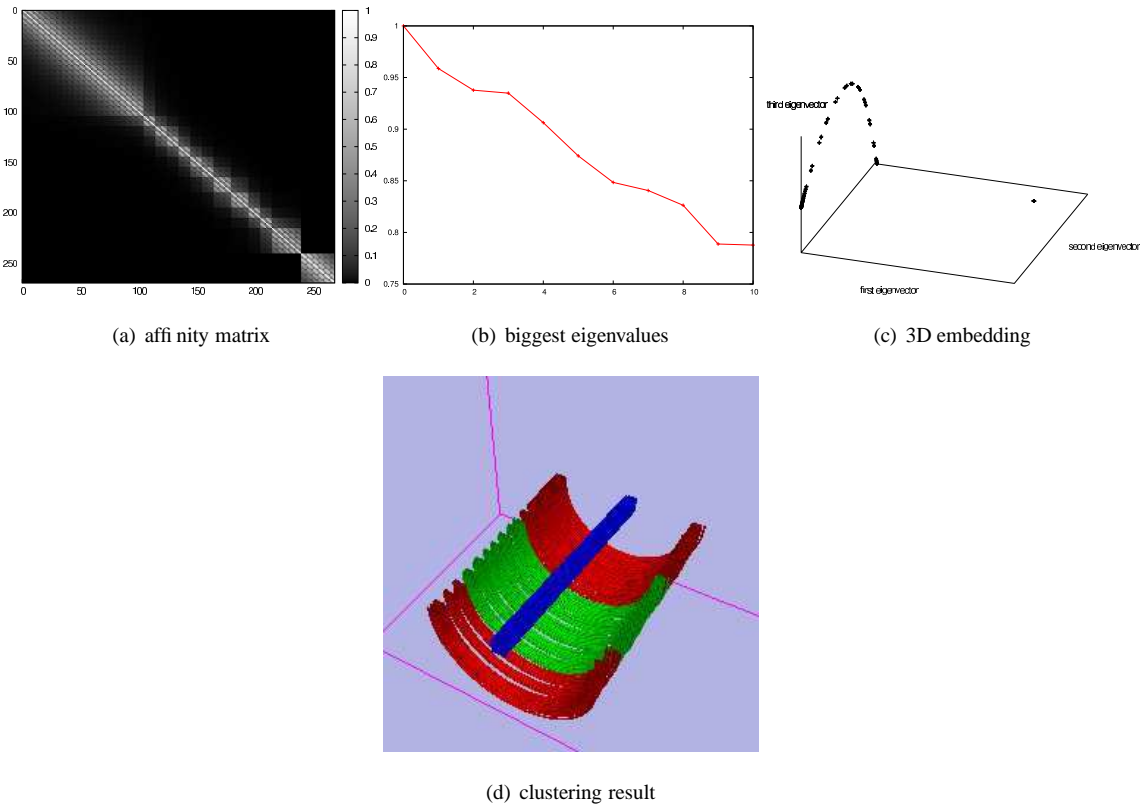 0
50
100
150
200
250
0 50 100 150 200 250
1
0.9
0.8
0.7
0.6
0.5
0.4
0.3
0.2
0.1
0
1
0.95
0.9
0.85
0.8
0.75
0 2 4 6 8 10
third eigenvector
second eigenvector
first eigenvector
(a) affi nity matrix
(b) biggest eigenvalues
(c) 3D embedding
(d) clustering result